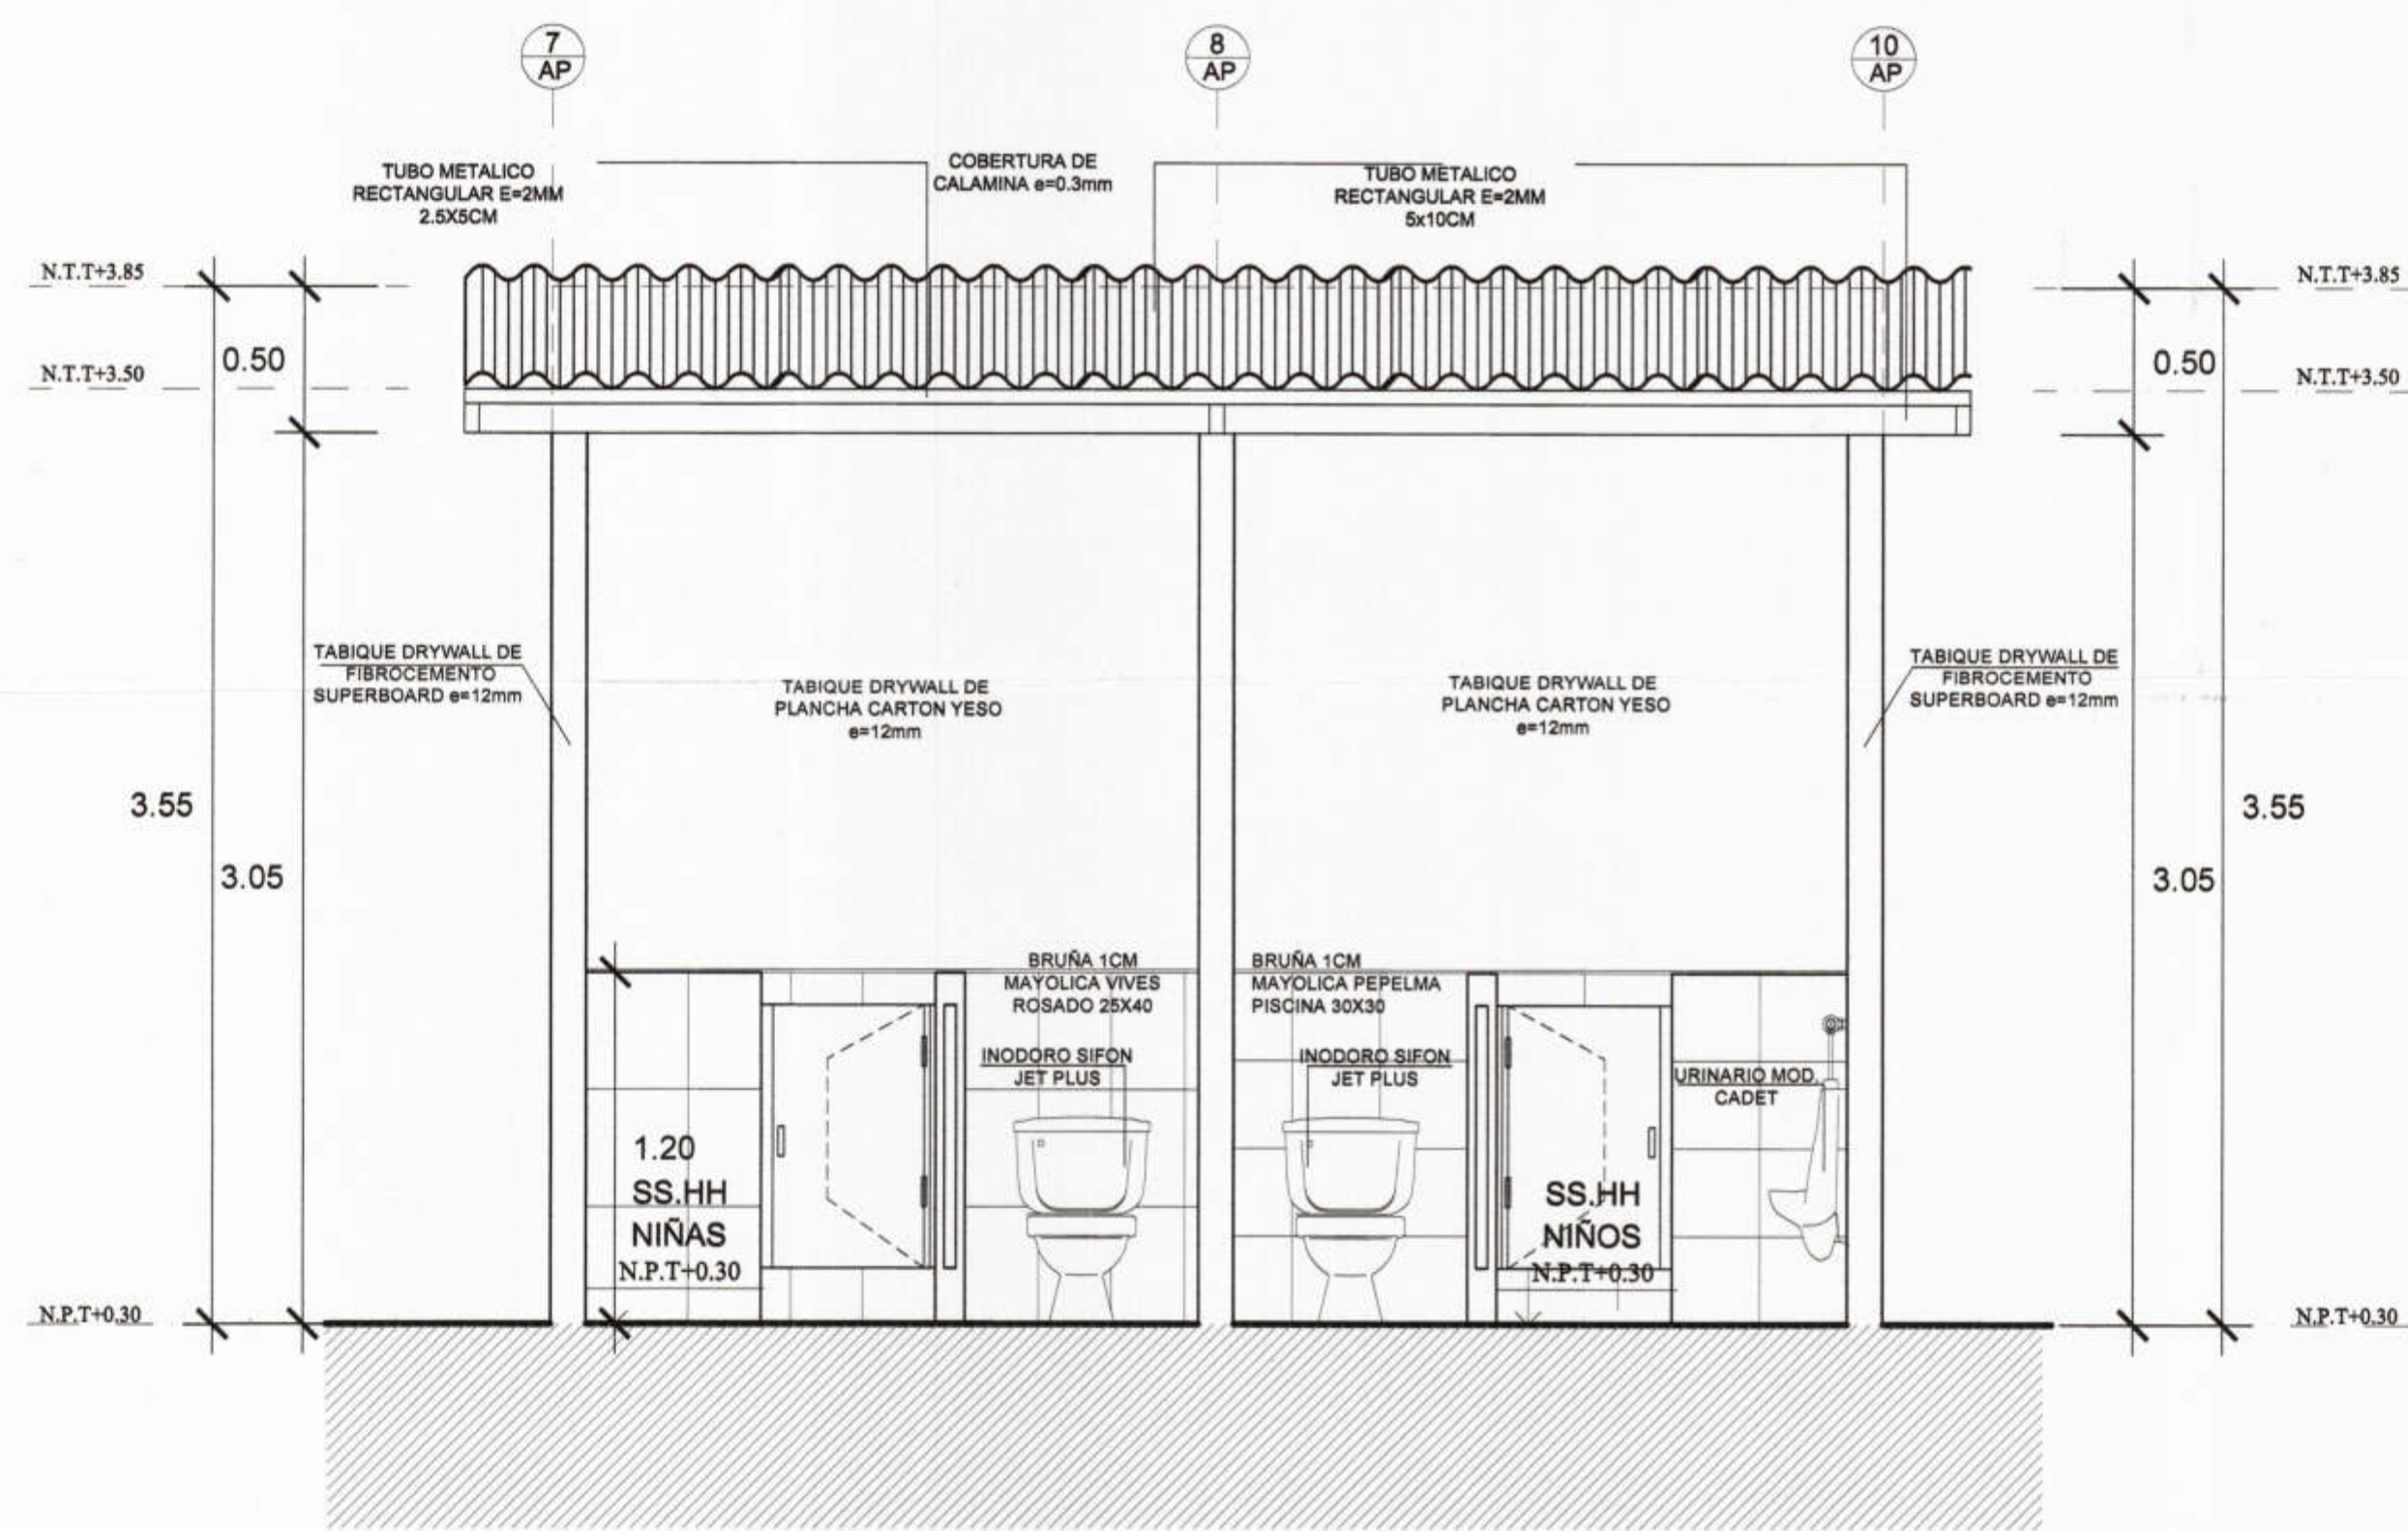 7
AP
8
AP
10
AP
TUBO METALICO
RECTANGULAR E=2MM
2.5X5CM
COBERTURA DE
CALAMINA e=0.3mm
TUBO METALICO
RECTANGULAR E=2MM
5x10CM
N.T.T+3.85
N.T.T+3.85
0.50
0.50
N.T.T+3.50
N.T.T+3.50
TABIQUE DRYWALL DE
FIBROCEMENTO
SUPERBOARD e=12mm
TABIQUE DRYWALL DE
PLANCHA CARTON YESO
e=12mm
TABIQUE DRYWALL DE
PLANCHA CARTON YESO
e=12mm
TABIQUE DRYWALL DE
FIBROCEMENTO
SUPERBOARD e=12mm
3.55
3.05
3.55
3.05
BRUÑA 1CM
MAYOLICA VIVES
ROSADO 25X40
BRUÑA 1CM
MAYOLICA PEPELMA
PISCINA 30X30
INODORO SIFON
JET PLUS
INODORO SIFON
JET PLUS
URINARIO MOD.
CADET
1.20
SS.HH
NIÑAS
N.P.T+0.30
SS.HH
NIÑOS
N.P.T+0.30
N.P.T+0.30
N.P.T+0.30